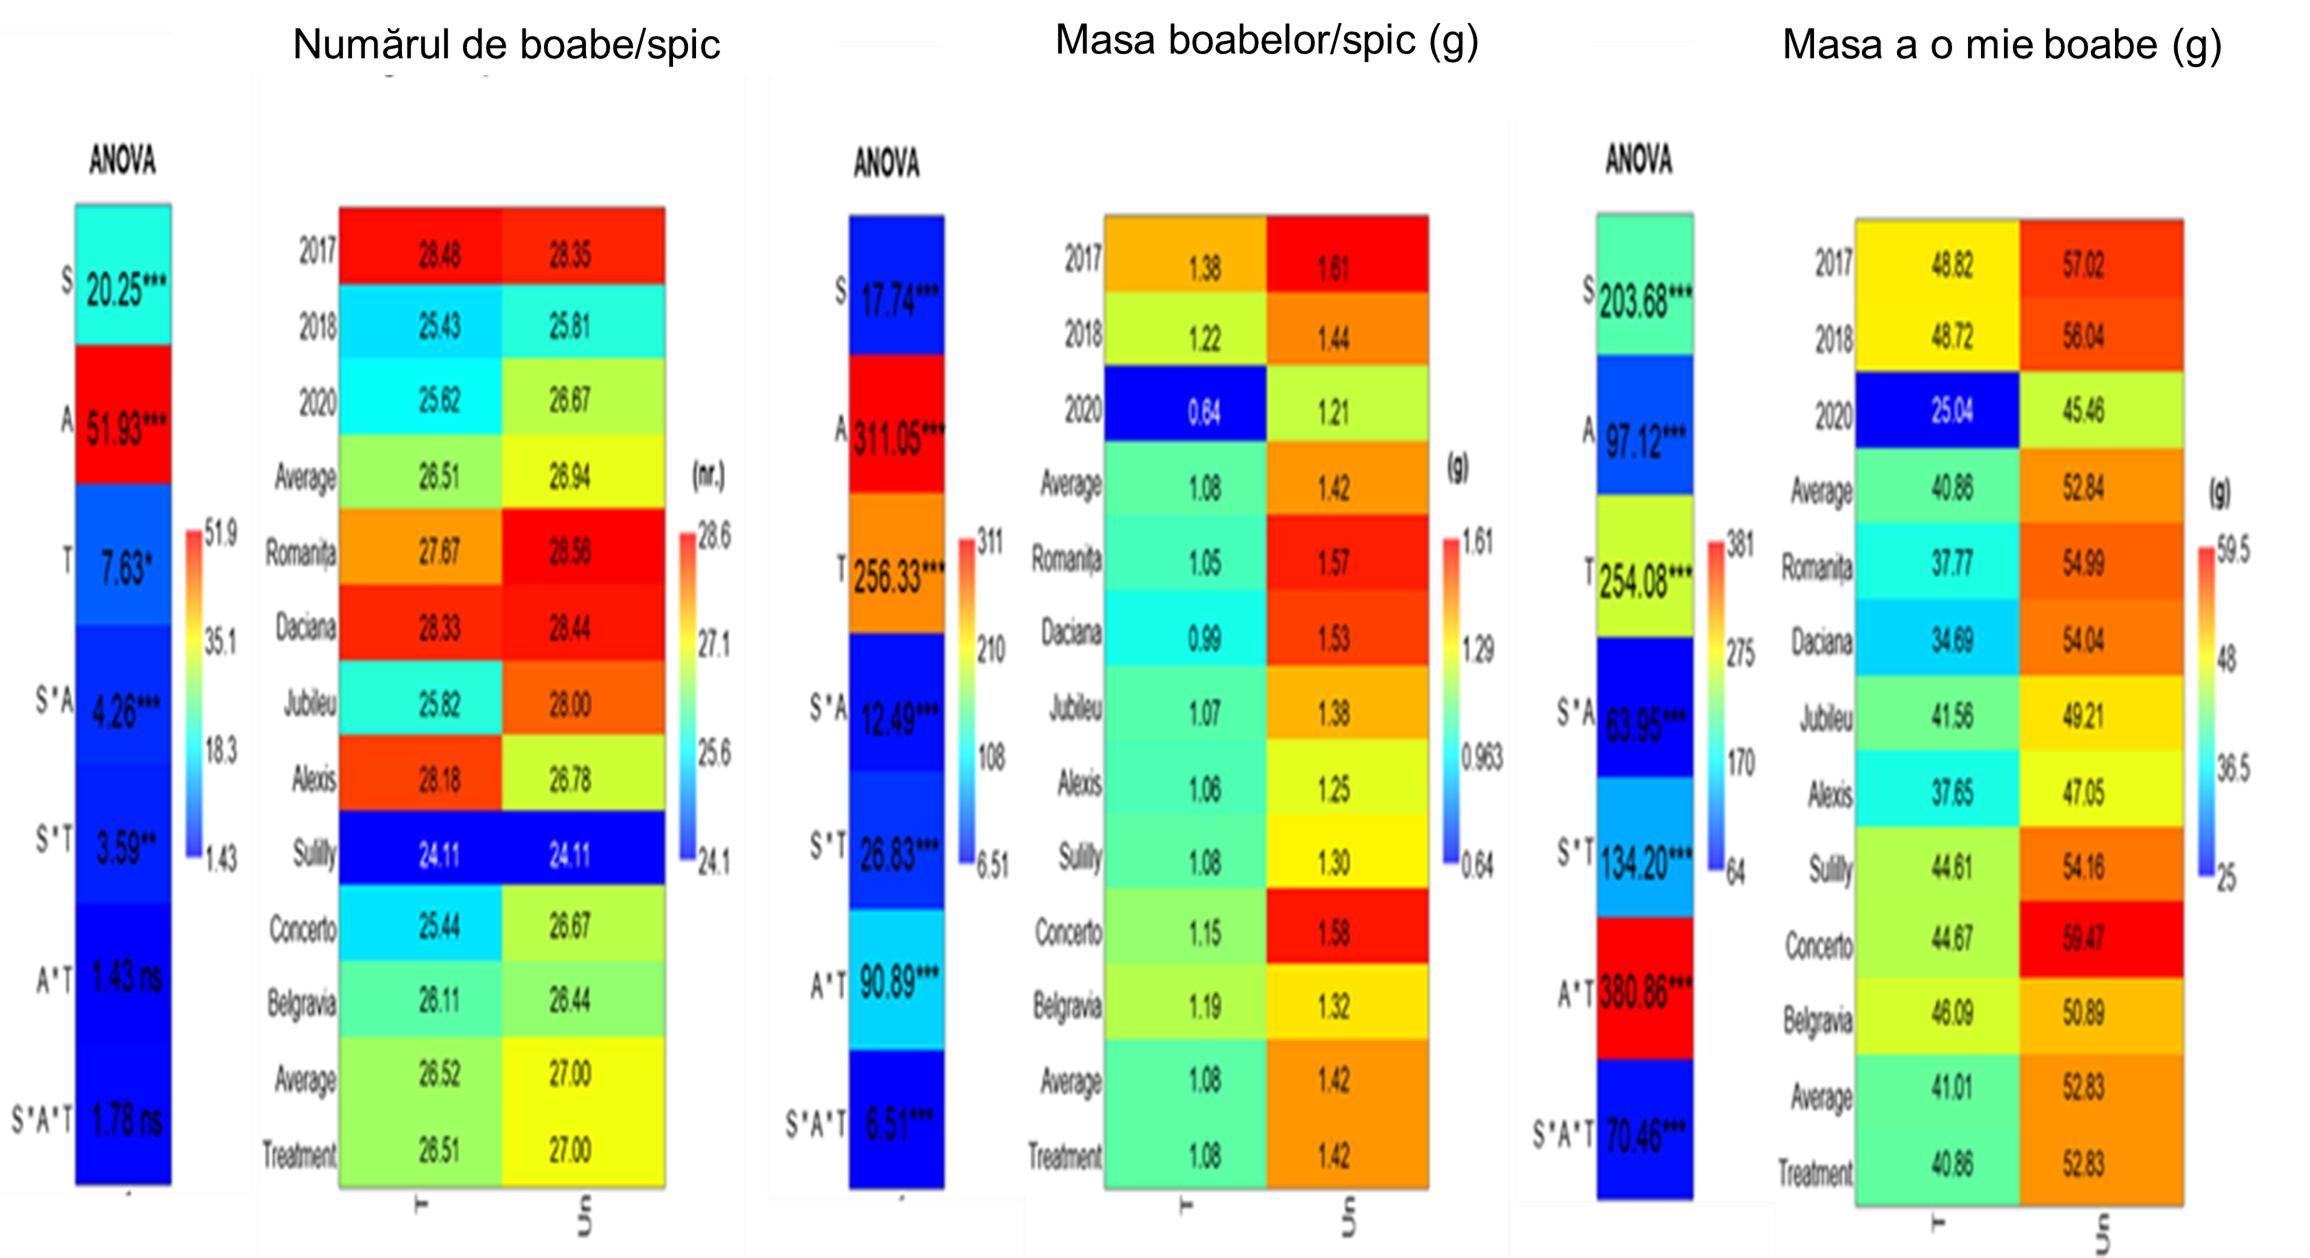 Numărul de boabe/spic
ANOVA
S 20.25***
A 51.93***
T 7.63*
S*A 4.26***
S*T 3.59**
A*T 1.43 ns
S*A*T 1.78 ns
51.9
35.1
18.3
1.43
2017 28.48 28.35
2018 25.43 25.81
2020 25.62 26.67
Average 26.51 26.94
Romanița 27.67 28.56
Daciana 28.33 28.44
Jubileu 25.82 28.00
Alexis 28.18 26.78
Sulilly 24.11 24.11
Concerto 25.44 26.67
Belgravia 26.11 26.44
Average 26.52 27.00
Treatment 26.51 27.00
T Un
(nr.)
28.6
27.1
25.6
24.1
Masa boabelor/spic (g)
ANOVA
S 17.74***
A 311.05***
T 256.33***
S*A 12.49***
S*T 26.83***
A*T 90.89***
S*A*T 6.51***
311
210
108
6.51
2017 1.38 1.61
2018 1.22 1.44
2020 0.64 1.21
Average 1.08 1.42
Romanița 1.05 1.57
Daciana 0.99 1.53
Jubileu 1.07 1.38
Alexis 1.06 1.25
Sulilly 1.08 1.30
Concerto 1.15 1.58
Belgravia 1.19 1.32
Average 1.08 1.42
Treatment 1.08 1.42
T Un
(g)
1.61
1.29
0.963
0.64
Masa a o mie boabe (g)
ANOVA
S 203.68***
A 97.12***
T 254.08***
S*A 63.95***
S*T 134.20***
A*T 380.86***
S*A*T 70.46***
381
275
170
64
2017 48.82 57.02
2018 48.72 56.04
2020 25.04 45.46
Average 40.86 52.84
Romanița 37.77 54.99
Daciana 34.69 54.04
Jubileu 41.56 49.21
Alexis 37.65 47.05
Sulilly 44.61 54.16
Concerto 44.67 59.47
Belgravia 46.09 50.89
Average 41.01 52.83
Treatment 40.86 52.83
T Un
(g)
59.5
48
36.5
25